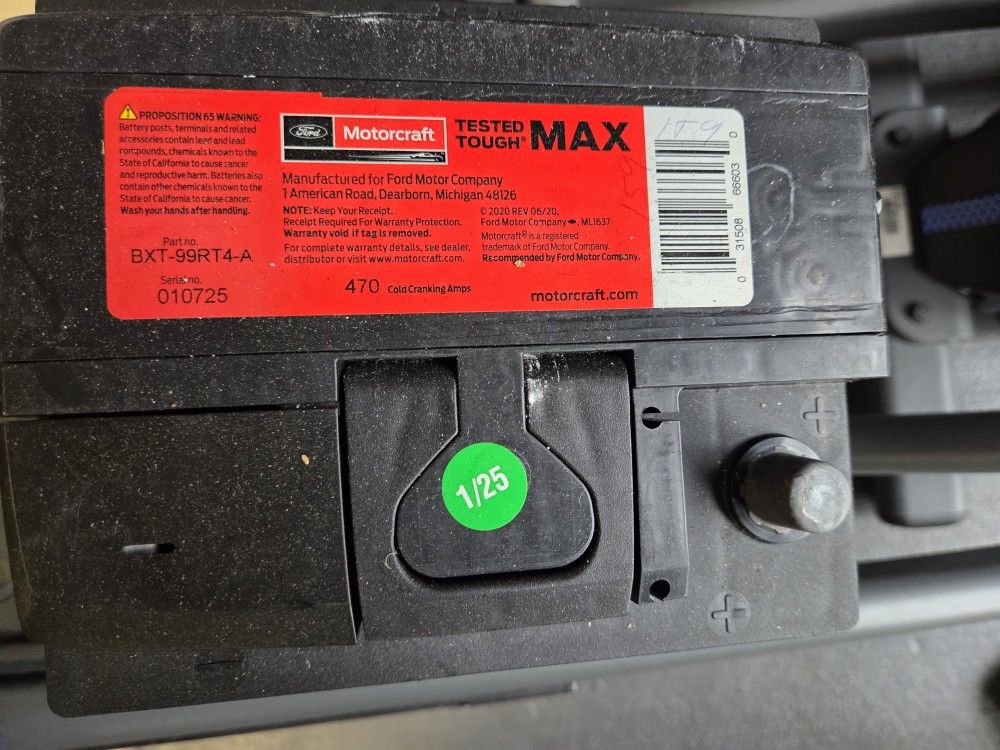 PROPOSITION 65 WARNING:
Battery posts, terminals and related
accessories contain lead and lead
compounds, chemicals known to the
State of California to cause cancer
and reproductive harm. Batteries also
contain other chemicals known to the
State of California to cause cancer.
Wash your hands after handling.
Part no.
BXT-99RT4-A
Serial no.
010725
Ford
Motorcraft
TESTED
TOUGH®
MAX
Manufactured for Ford Motor Company
1 American Road, Dearborn, Michigan 48126
NOTE: Keep Your Receipt.
Receipt Required For Warranty Protection.
Warranty void if tag is removed.
For complete warranty details, see dealer,
distributor or visit www.motorcraft.com.
© 2020 REV 06/20,
Ford Motor Company, ML1637
Motorcraft® is a registered
trademark of Ford Motor Company.
Recommended by Ford Motor Company.
470 Cold Cranking Amps
motorcraft.com
0 31508 66603 0
1/25
+
+